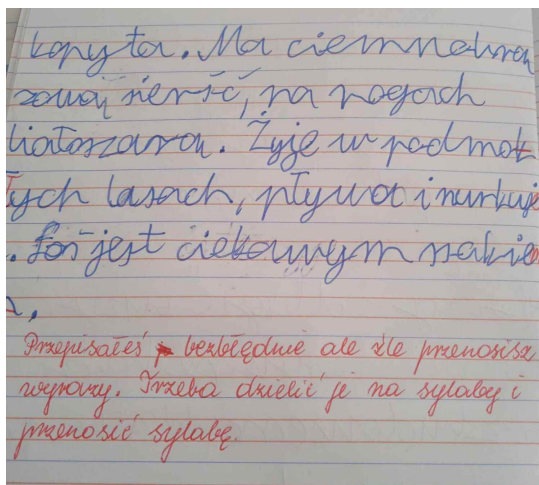 kopyta. Ma ciemnobrą
zową sierść, na nogach
białoszarą. Żyje w podmok
łych lasach, pływa i nurkuje
. Łoś jest ciekawym ssakie
m.
Przepisałeś bezbłędnie ale źle przenosisz
wyrazy. Trzeba dzielić je na sylaby i
przenosić sylabę.